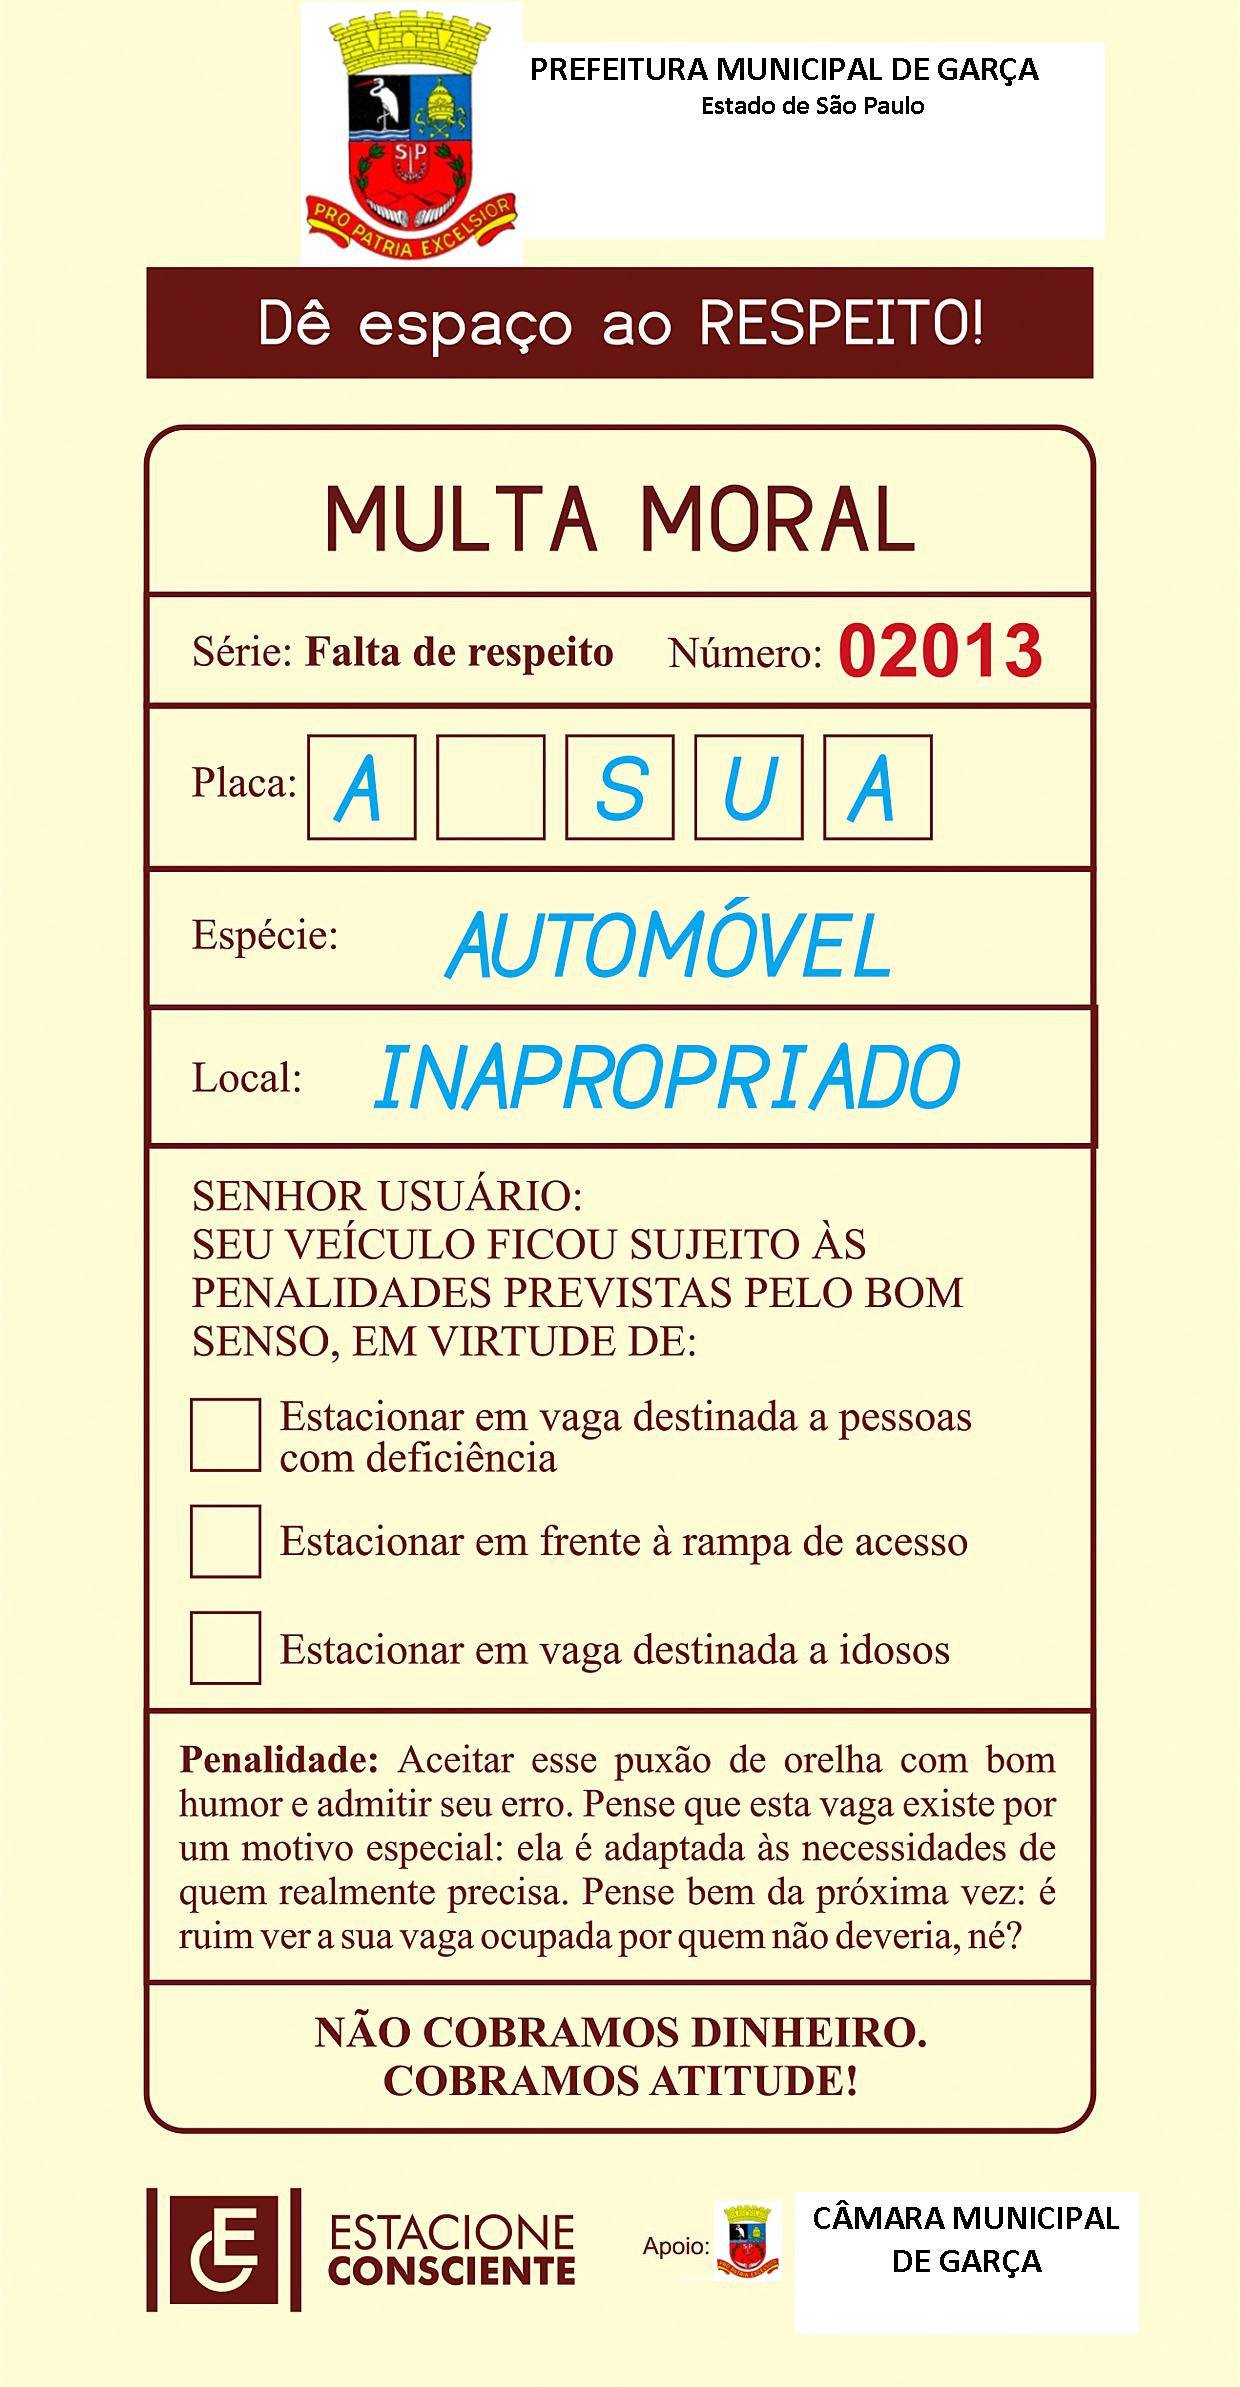 PREFEITURA MUNICIPAL DE GARÇA
Estado de São Paulo
S P
PRO PATRIA EXCELSIOR
Dê espaço ao RESPEITO!
MULTA MORAL
Série: Falta de respeito Número: 02013
Placa: A SUA
Espécie: AUTOMÓVEL
Local: INAPROPRIADO
SENHOR USUÁRIO:
SEU VEÍCULO FICOU SUJEITO ÀS
PENALIDADES PREVISTAS PELO BOM
SENSO, EM VIRTUDE DE:
Estacionar em vaga destinada a pessoas
com deficiência
Estacionar em frente à rampa de acesso
Estacionar em vaga destinada a idosos
Penalidade: Aceitar esse puxão de orelha com bom
humor e admitir seu erro. Pense que esta vaga existe por
um motivo especial: ela é adaptada às necessidades de
quem realmente precisa. Pense bem da próxima vez: é
ruim ver a sua vaga ocupada por quem não deveria, né?
NÃO COBRAMOS DINHEIRO.
COBRAMOS ATITUDE!
ESTACIONE
CONSCIENTE
Apoio:
CÂMARA MUNICIPAL
DE GARÇA